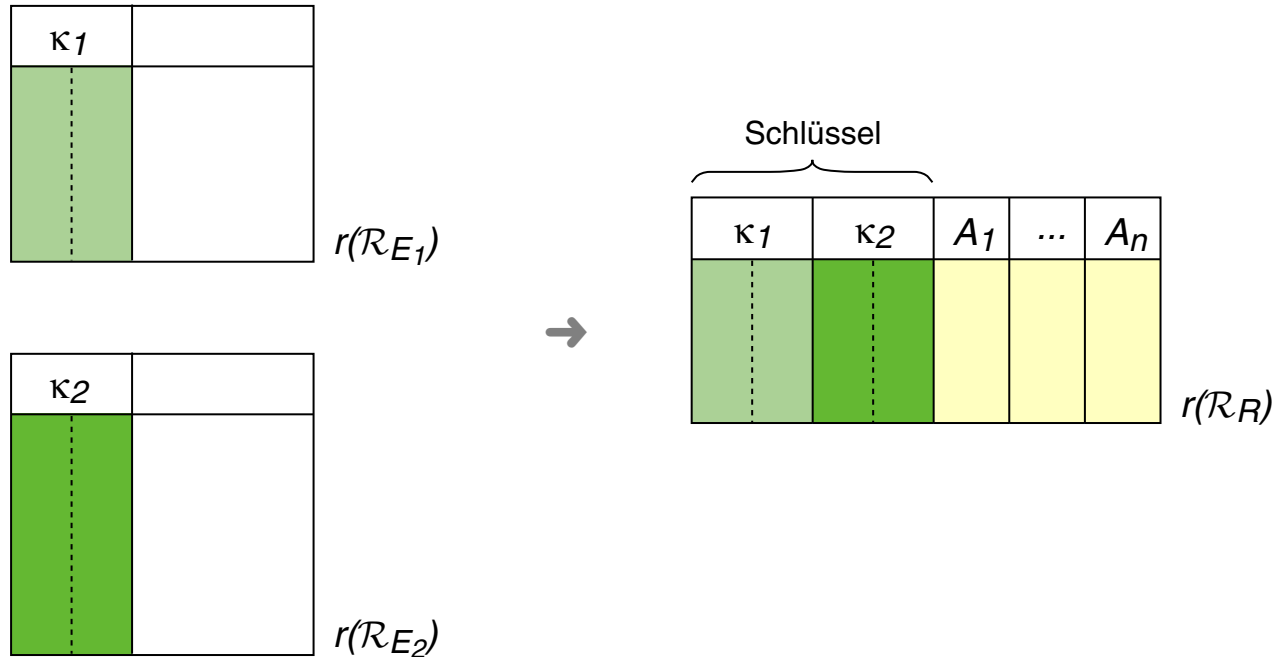 κ1
r(ℛE1)
κ2
r(ℛE2)
➜
Schlüssel
κ1 κ2 A1 ... An
r(ℛR)